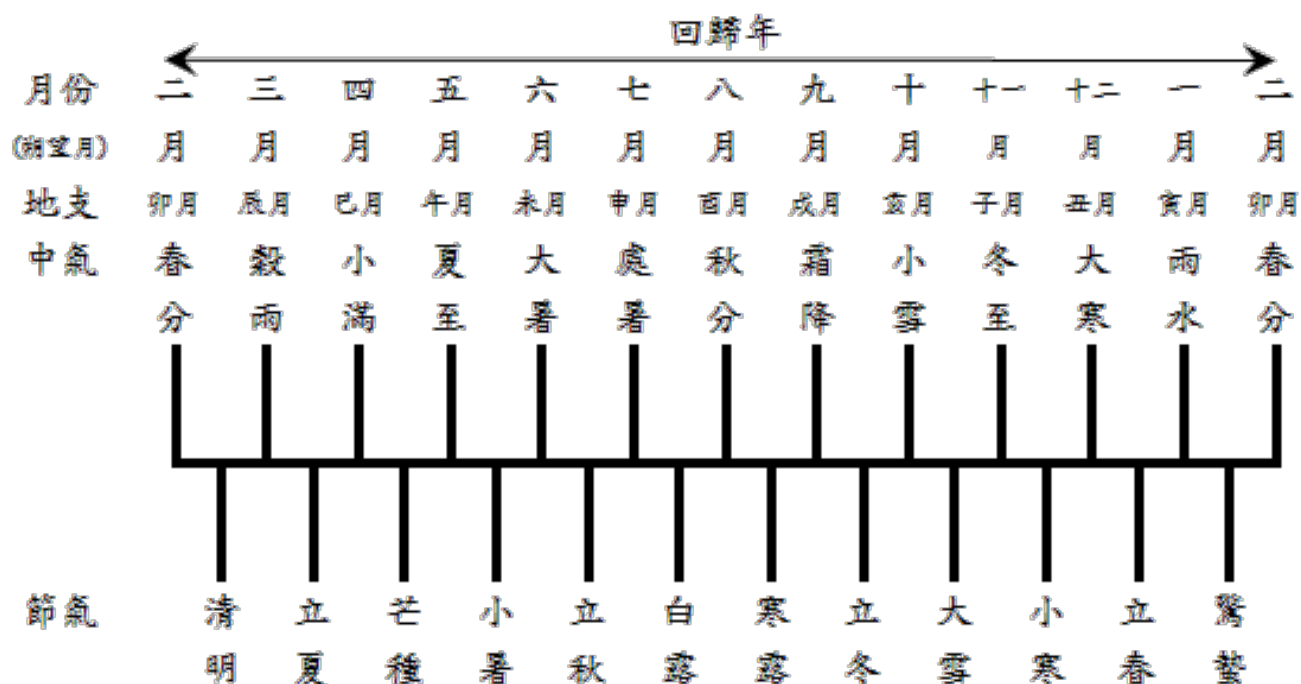 回歸年
月份 二 三 四 五 六 七 八 九 十 十一 十二 一 二
(朔望月) 月 月 月 月 月 月 月 月 月 月 月 月 月
地支 卯月 辰月 巳月 午月 未月 申月 酉月 戌月 亥月 子月 丑月 寅月 卯月
中氣 春分 穀雨 小滿 夏至 大暑 處暑 秋分 霜降 小雪 冬至 大寒 雨水 春分
節氣 清明 立夏 芒種 小暑 立秋 白露 寒露 立冬 大雪 小寒 立春 驚蟄